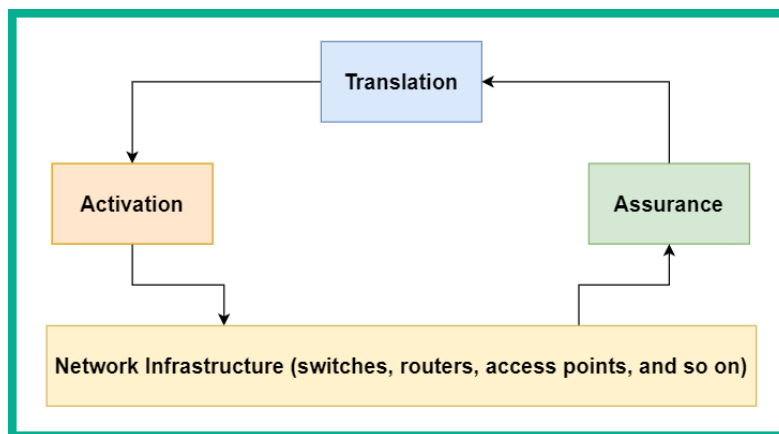 Translation
Activation
Assurance
Network Infrastructure (switches, routers, access points, and so on)